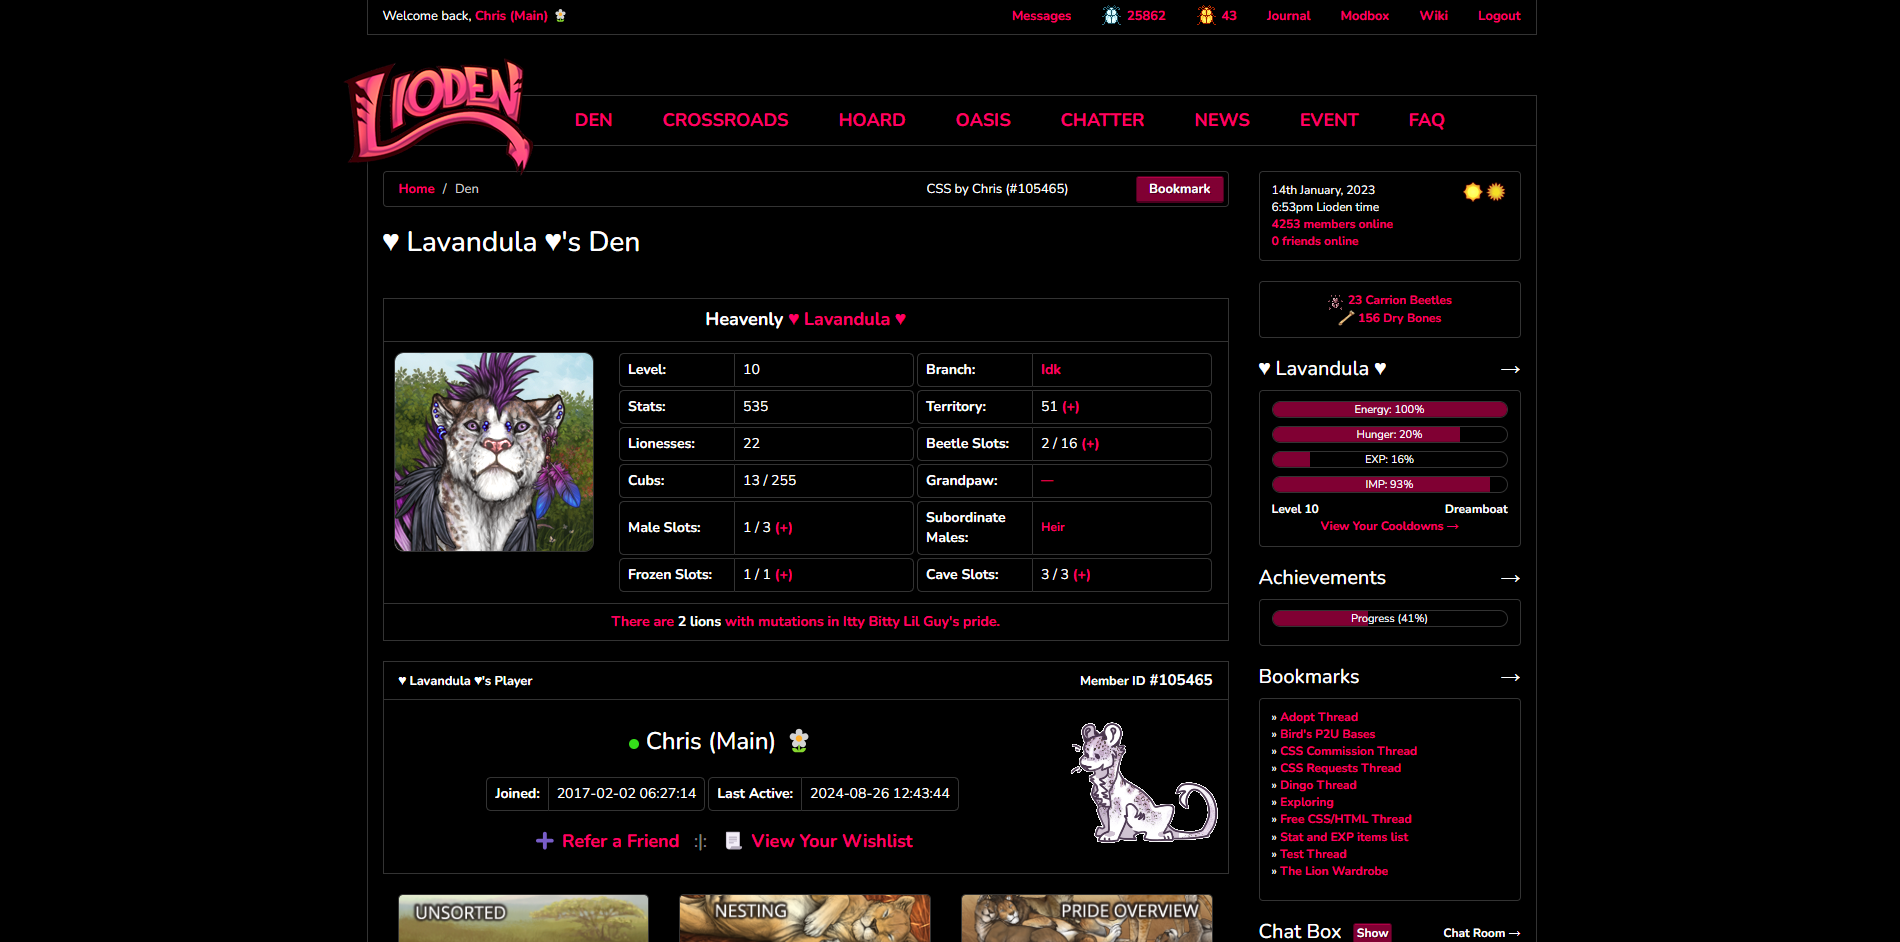 Welcome back, Chris (Main)
Messages 25862 43 Journal Modbox Wiki Logout
LIODEN
DEN CROSSROADS HOARD OASIS CHATTER NEWS EVENT FAQ
Home / Den CSS by Chris (#105465) Bookmark
♥ Lavandula ♥'s Den
Heavenly ♥ Lavandula ♥
Level: 10 Branch: Idk
Stats: 535 Territory: 51 (+)
Lionesses: 22 Beetle Slots: 2 / 16 (+)
Cubs: 13 / 255 Grandpaw: —
Male Slots: 1 / 3 (+) Subordinate Males: Heir
Frozen Slots: 1 / 1 (+) Cave Slots: 3 / 3 (+)
There are 2 lions with mutations in Itty Bitty Lil Guy's pride.
♥ Lavandula ♥'s Player Member ID #105465
Chris (Main)
Joined: 2017-02-02 06:27:14 Last Active: 2024-08-26 12:43:44
Refer a Friend :|: View Your Wishlist
UNSORTED NESTING PRIDE OVERVIEW
14th January, 2023
6:53pm Lioden time
4253 members online
0 friends online
23 Carrion Beetles
156 Dry Bones
♥ Lavandula ♥ →
Energy: 100%
Hunger: 20%
EXP: 16%
IMP: 93%
Level 10 Dreamboat
View Your Cooldowns →
Achievements →
Progress (41%)
Bookmarks →
» Adopt Thread
» Bird's P2U Bases
» CSS Commission Thread
» CSS Requests Thread
» Dingo Thread
» Exploring
» Free CSS/HTML Thread
» Stat and EXP items list
» Test Thread
» The Lion Wardrobe
Chat Box Show Chat Room →